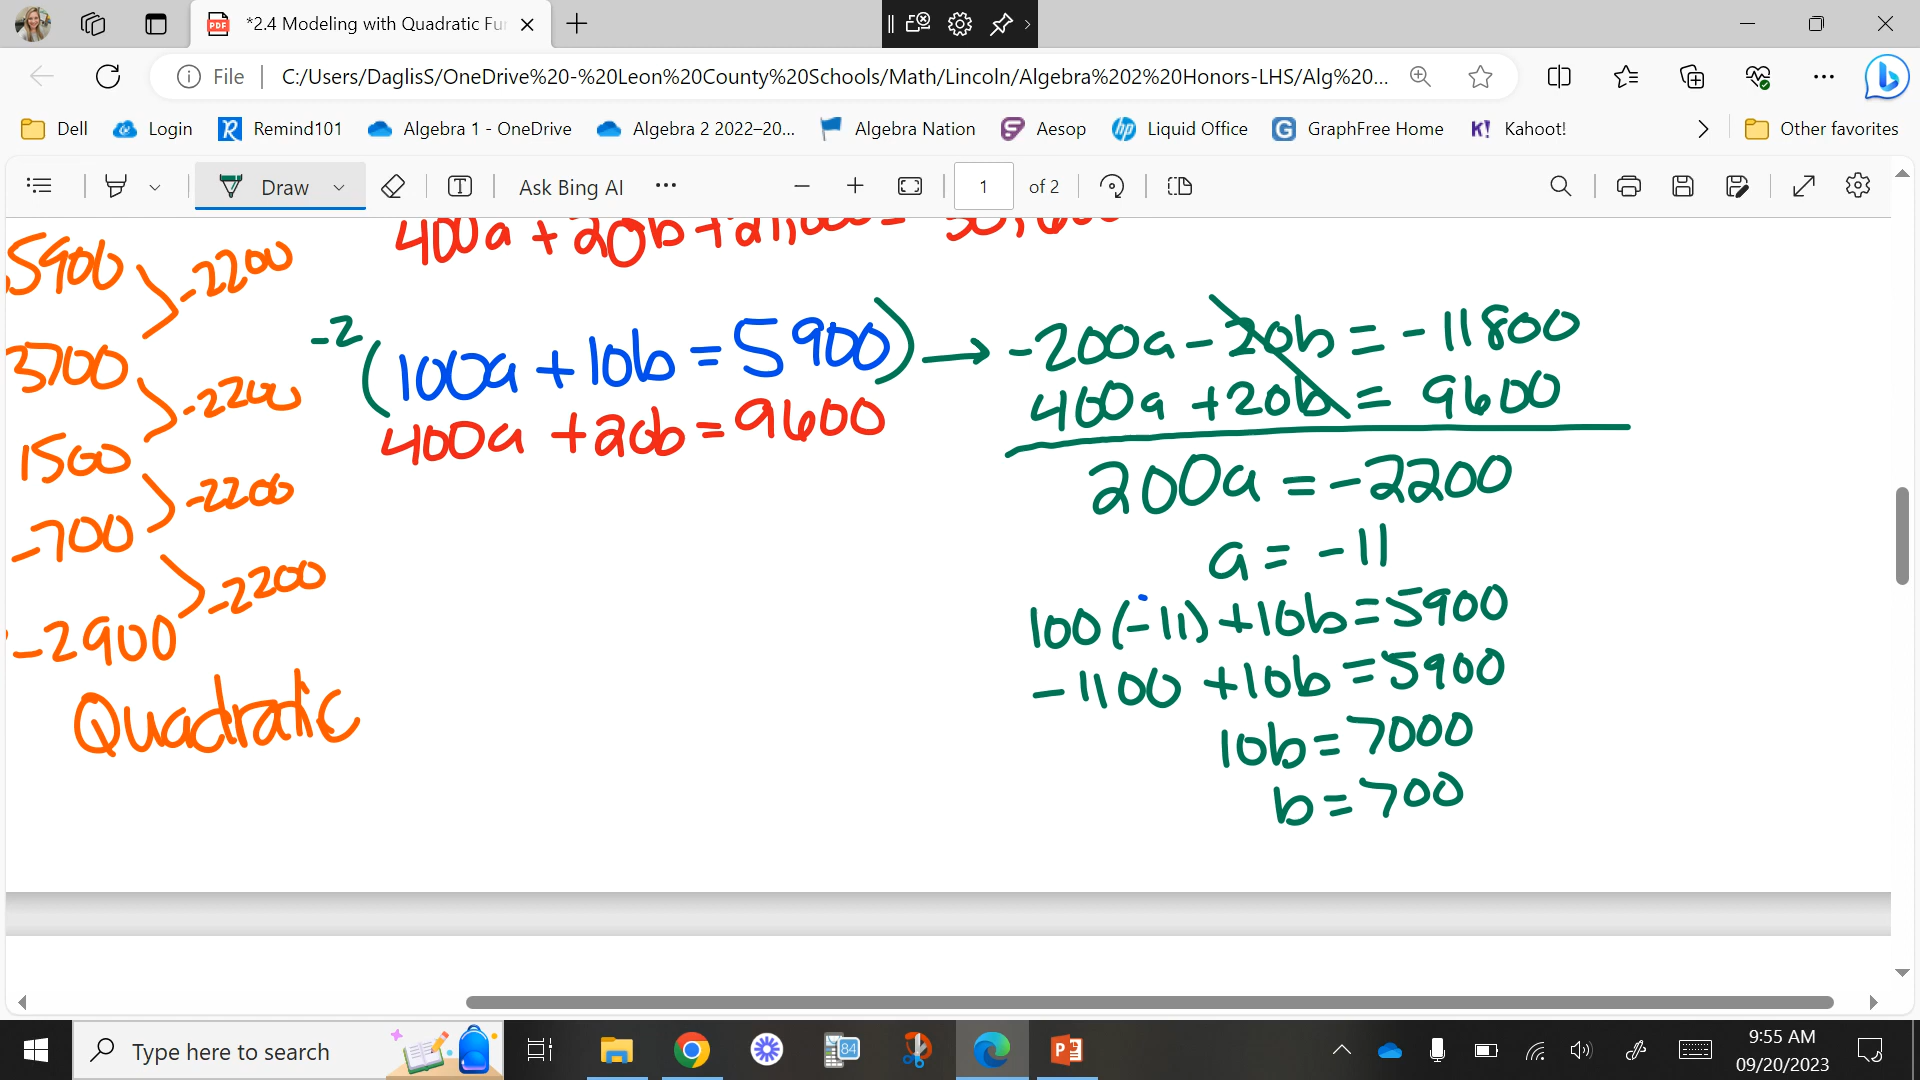 *2.4 Modeling with Quadratic Fu
File
C:/Users/DaglisS/OneDrive%20-%20Leon%20County%20Schools/Math/Lincoln/Algebra%202%20Honors-LHS/Alg%20...
Dell Login Remind101 Algebra 1 - OneDrive Algebra 2 2022–20... Algebra Nation Aesop Liquid Office GraphFree Home Kahoot! Other favorites
Draw Ask Bing AI 1 of 2
400a + 20b + 21,000 =
5900
-2200
3700
-2200
1500
-2200
-700
-2200
-2900
Quadratic
-2 (100a + 10b = 5900) → -200a - 20b = -11800
400a + 20b = 9600
400a + 20b = 9600
200a = -2200
a = -11
100(-11) + 10b = 5900
-1100 + 10b = 5900
10b = 7000
b = 700
Type here to search
84
9:55 AM
09/20/2023